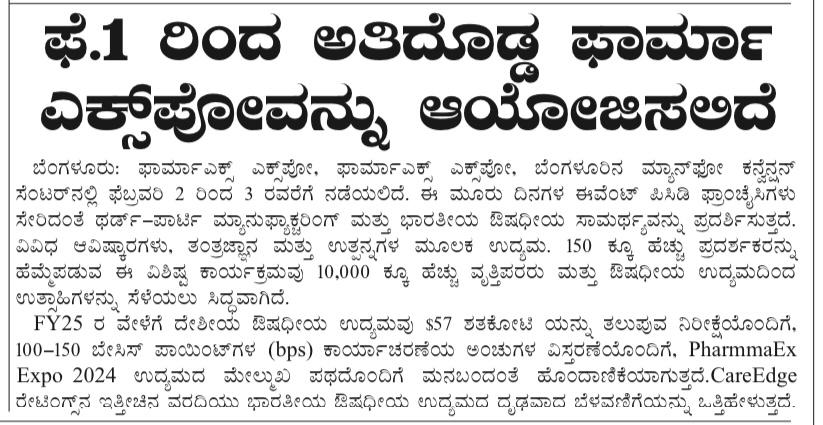 ಫೆ.1 ರಿಂದ ಅತಿದೊಡ್ಡ ಫಾರ್ಮಾ
ಎಕ್ಸ್‌ಪೋವನ್ನು ಆಯೋಜಿಸಲಿದೆ
ಬೆಂಗಳೂರು: ಫಾರ್ಮಾಎಕ್ಸ್ ಎಕ್ಸ್‌ಪೋ, ಫಾರ್ಮಾಎಕ್ಸ್ ಎಕ್ಸ್‌ಪೋ, ಬೆಂಗಳೂರಿನ ಮ್ಯಾನ್‌ಫೋ ಕನ್ವೆನ್ಷನ್
ಸೆಂಟರ್‌ನಲ್ಲಿ ಫೆಬ್ರವರಿ 2 ರಿಂದ 3 ರವರೆಗೆ ನಡೆಯಲಿದೆ. ಈ ಮೂರು ದಿನಗಳ ಈವೆಂಟ್ ಪಿಸಿಡಿ ಫ್ರಾಂಚೈಸಿಗಳು
ಸೇರಿದಂತೆ ಥರ್ಡ್-ಪಾರ್ಟಿ ಮ್ಯಾನುಫ್ಯಾಕ್ಚರಿಂಗ್ ಮತ್ತು ಭಾರತೀಯ ಔಷಧೀಯ ಸಾಮರ್ಥ್ಯವನ್ನು ಪ್ರದರ್ಶಿಸುತ್ತದೆ.
ವಿವಿಧ ಆವಿಷ್ಕಾರಗಳು, ತಂತ್ರಜ್ಞಾನ ಮತ್ತು ಉತ್ಪನ್ನಗಳ ಮೂಲಕ ಉದ್ಯಮ. 150 ಕ್ಕೂ ಹೆಚ್ಚು ಪ್ರದರ್ಶಕರನ್ನು
ಹೆಮ್ಮೆಪಡುವ ಈ ವಿಶಿಷ್ಟ ಕಾರ್ಯಕ್ರಮವು 10,000 ಕ್ಕೂ ಹೆಚ್ಚು ವೃತ್ತಿಪರರು ಮತ್ತು ಔಷಧೀಯ ಉದ್ಯಮದಿಂದ
ಉತ್ಸಾಹಿಗಳನ್ನು ಸೆಳೆಯಲು ಸಿದ್ಧವಾಗಿದೆ.
FY25 ರ ವೇಳೆಗೆ ದೇಶೀಯ ಔಷಧೀಯ ಉದ್ಯಮವು $57 ಶತಕೋಟಿ ಯನ್ನು ತಲುಪುವ ನಿರೀಕ್ಷೆಯೊಂದಿಗೆ,
100-150 ಬೇಸಿಸ್ ಪಾಯಿಂಟ್‌ಗಳ (bps) ಕಾರ್ಯಾಚರಣೆಯ ಅಂಚುಗಳ ವಿಸ್ತರಣೆಯೊಂದಿಗೆ, PharmmaEx
Expo 2024 ಉದ್ಯಮದ ಮೇಲ್ಮುಖ ಪಥದೊಂದಿಗೆ ಮನಬಂದಂತೆ ಹೊಂದಾಣಿಕೆಯಾಗುತ್ತದೆ.CareEdge
ರೇಟಿಂಗ್ಸ್‌ನ ಇತ್ತೀಚಿನ ವರದಿಯು ಭಾರತೀಯ ಔಷಧೀಯ ಉದ್ಯಮದ ದೃಢವಾದ ಬೆಳವಣಿಗೆಯನ್ನು ಒತ್ತಿಹೇಳುತ್ತದೆ.